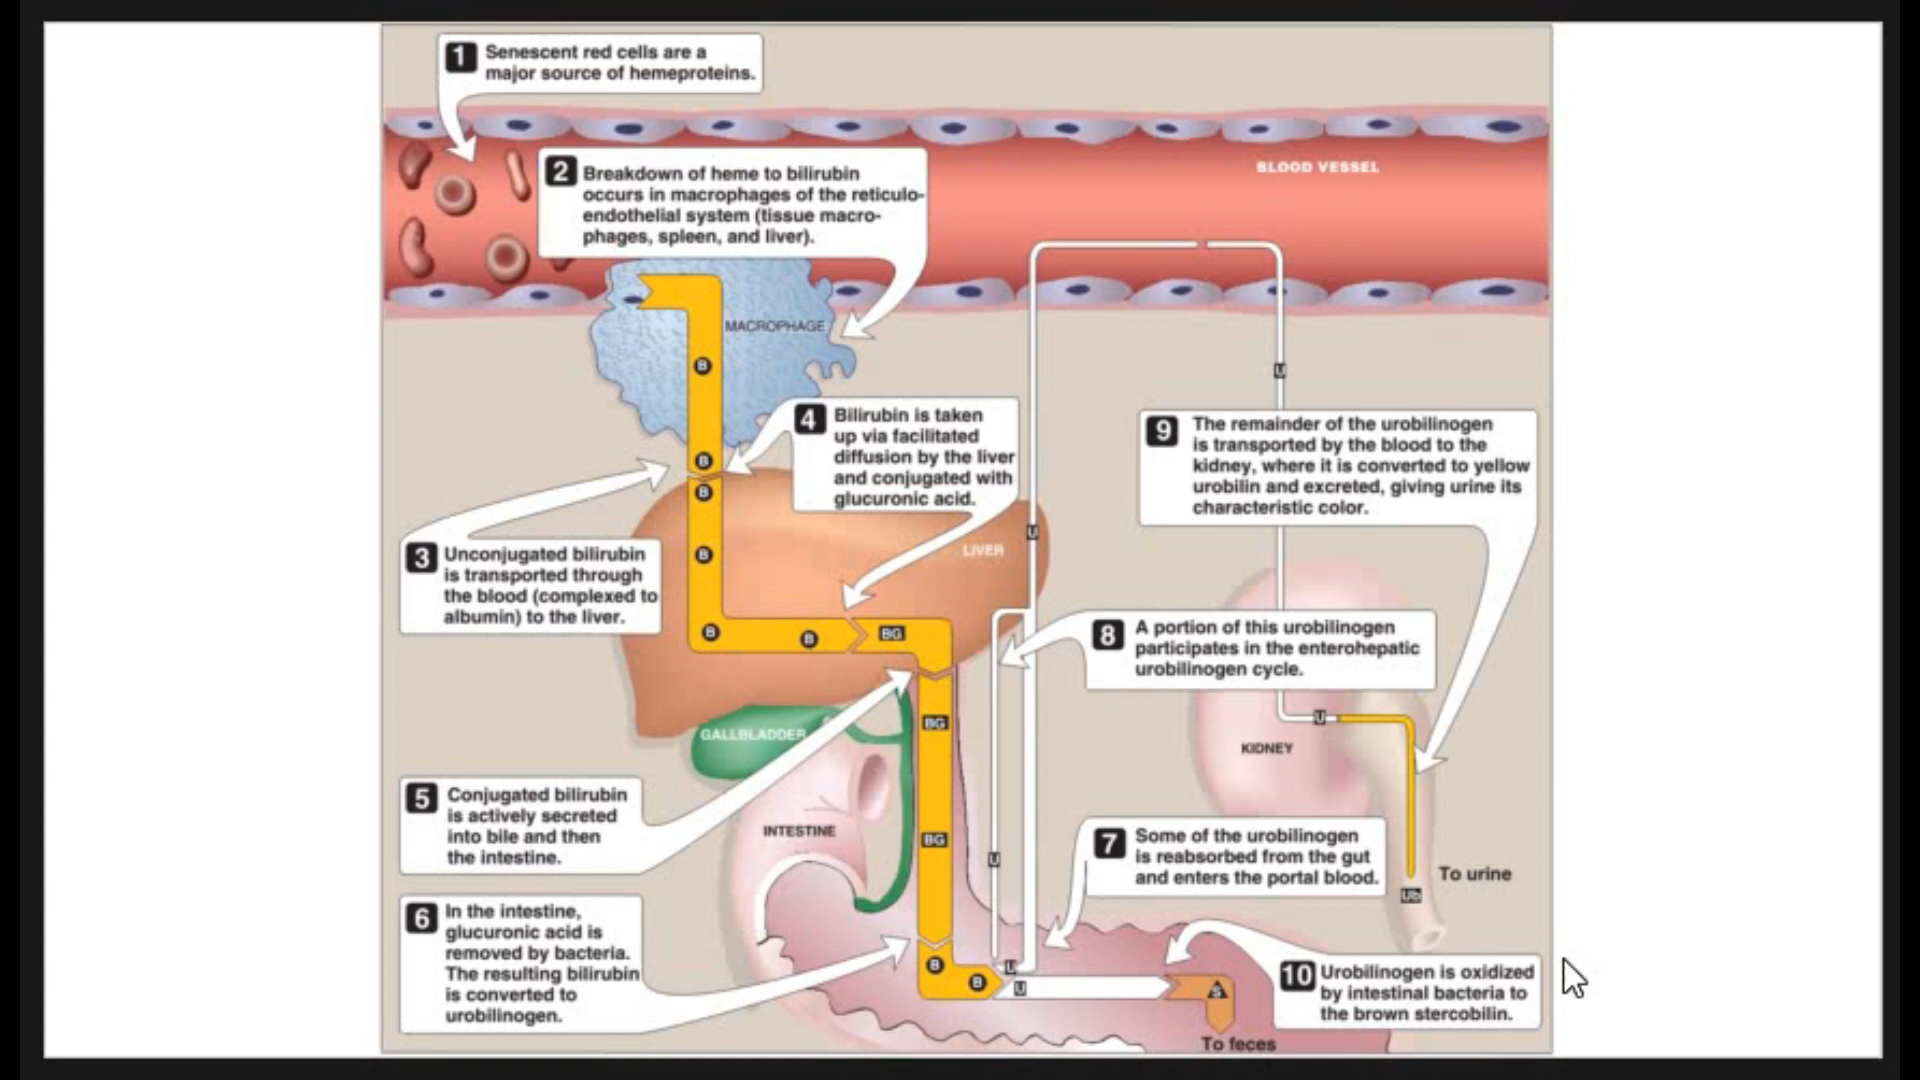 1 Senescent red cells are a
major source of hemeproteins.
BLOOD VESSEL
2 Breakdown of heme to bilirubin
occurs in macrophages of the reticulo-
endothelial system (tissue macro-
phages, spleen, and liver).
MACROPHAGE
B
B
B
B
B
B
3 Unconjugated bilirubin
is transported through
the blood (complexed to
albumin) to the liver.
4 Bilirubin is taken
up via facilitated
diffusion by the liver
and conjugated with
glucuronic acid.
LIVER
BG
BG
BG
GALLBLADDER
INTESTINE
5 Conjugated bilirubin
is actively secreted
into bile and then
the intestine.
6 In the intestine,
glucuronic acid is
removed by bacteria.
The resulting bilirubin
is converted to
urobilinogen.
B
B
U
U
7 Some of the urobilinogen
is reabsorbed from the gut
and enters the portal blood.
U
U
8 A portion of this urobilinogen
participates in the enterohepatic
urobilinogen cycle.
U
9 The remainder of the urobilinogen
is transported by the blood to the
kidney, where it is converted to yellow
urobilin and excreted, giving urine its
characteristic color.
U
KIDNEY
To urine
Ub
10 Urobilinogen is oxidized
by intestinal bacteria to
the brown stercobilin.
S
To feces